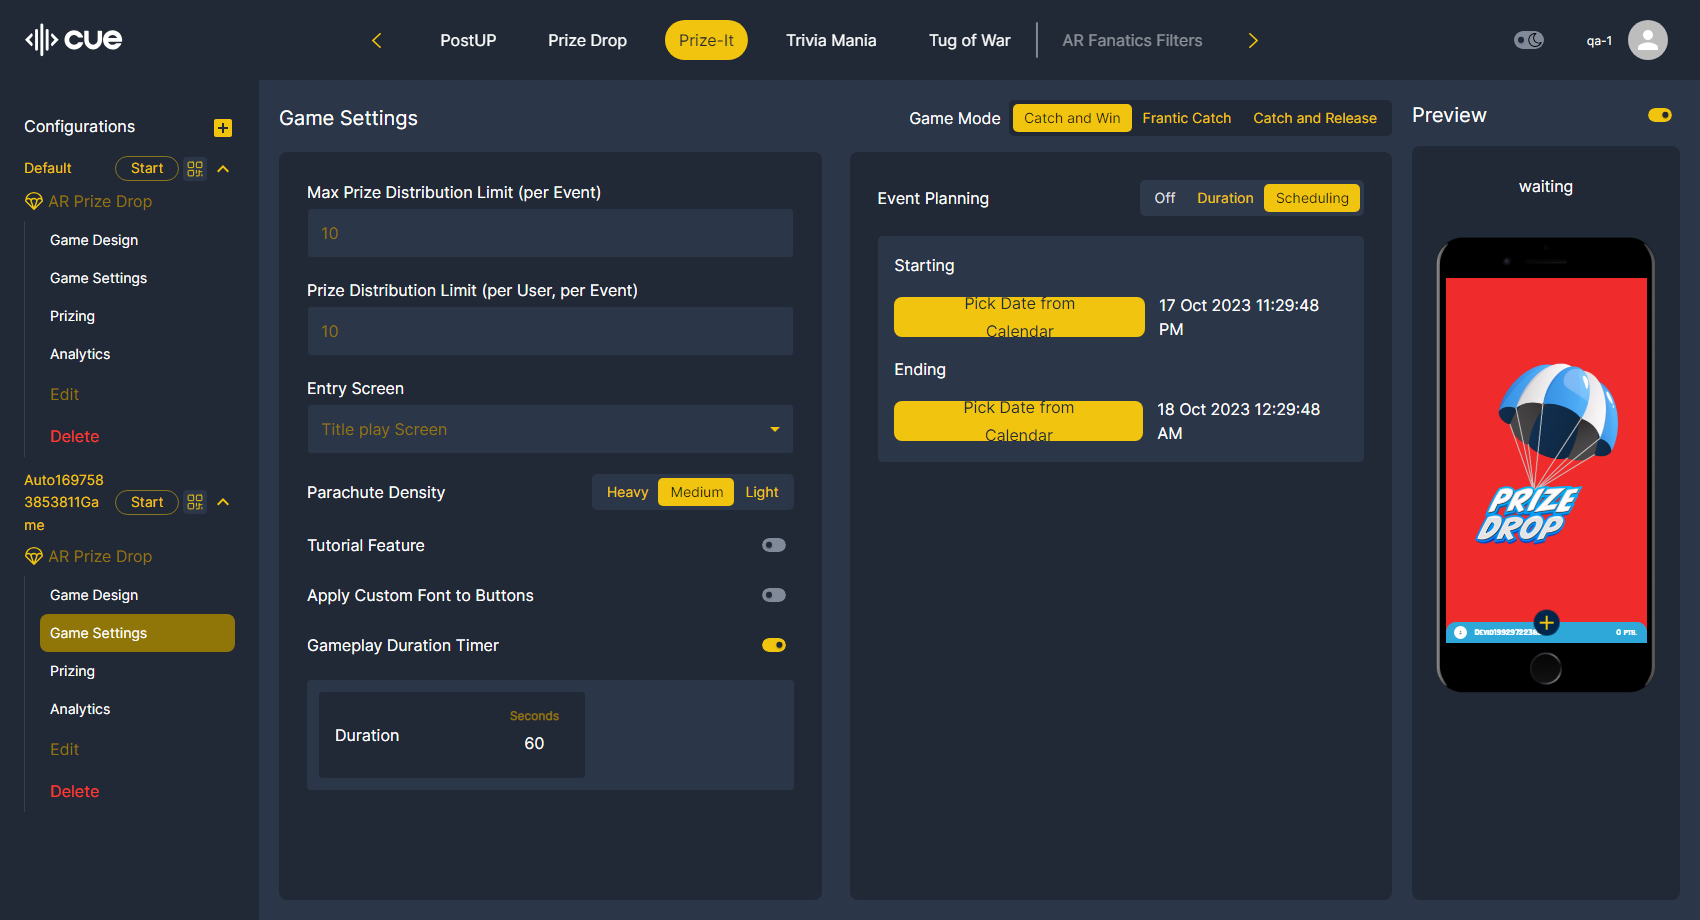 cue
PostUP
Prize Drop
Prize-It
Trivia Mania
Tug of War
AR Fanatics Filters
qa-1
Configurations
Default
Start
AR Prize Drop
Game Design
Game Settings
Prizing
Analytics
Edit
Delete
Auto169758
3853811Ga
me
Start
AR Prize Drop
Game Design
Game Settings
Prizing
Analytics
Edit
Delete
Game Settings
Max Prize Distribution Limit (per Event)
10
Prize Distribution Limit (per User, per Event)
10
Entry Screen
Title play Screen
Parachute Density
Heavy
Medium
Light
Tutorial Feature
Apply Custom Font to Buttons
Gameplay Duration Timer
Duration
Seconds
60
Game Mode
Catch and Win
Frantic Catch
Catch and Release
Event Planning
Off
Duration
Scheduling
Starting
Pick Date from
Calendar
17 Oct 2023 11:29:48
PM
Ending
Pick Date from
Calendar
18 Oct 2023 12:29:48
AM
Preview
waiting
PRIZE
DROP
0 PTS.